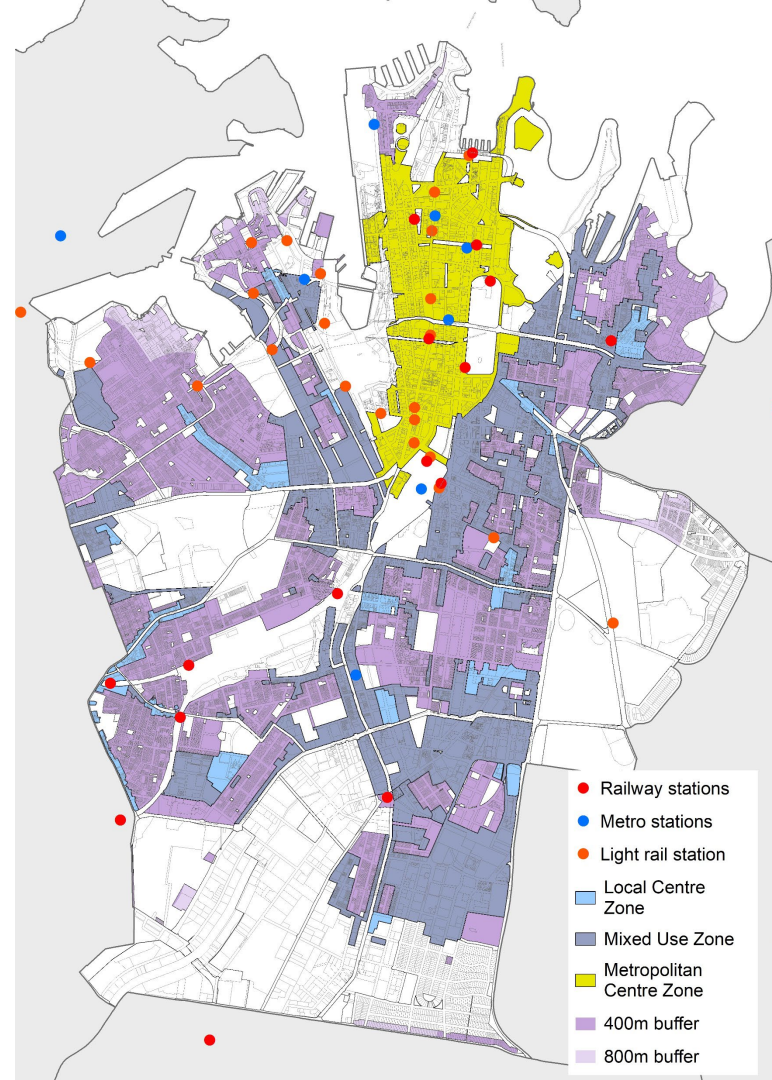 Railway stations
Metro stations
Light rail station
Local Centre
Zone
Mixed Use Zone
Metropolitan
Centre Zone
400m buffer
800m buffer